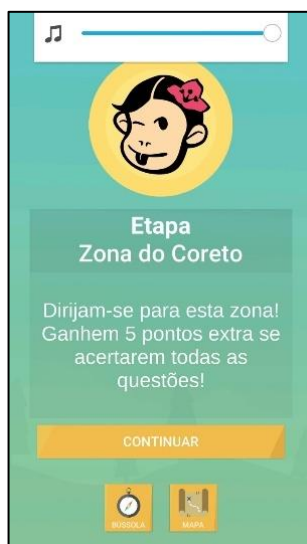 Etapa
Zona do Coreto
Dirijam-se para esta zona!
Ganhem 5 pontos extra se
acertarem todas as
questões!
CONTINUAR
BÚSSOLA
MAPA